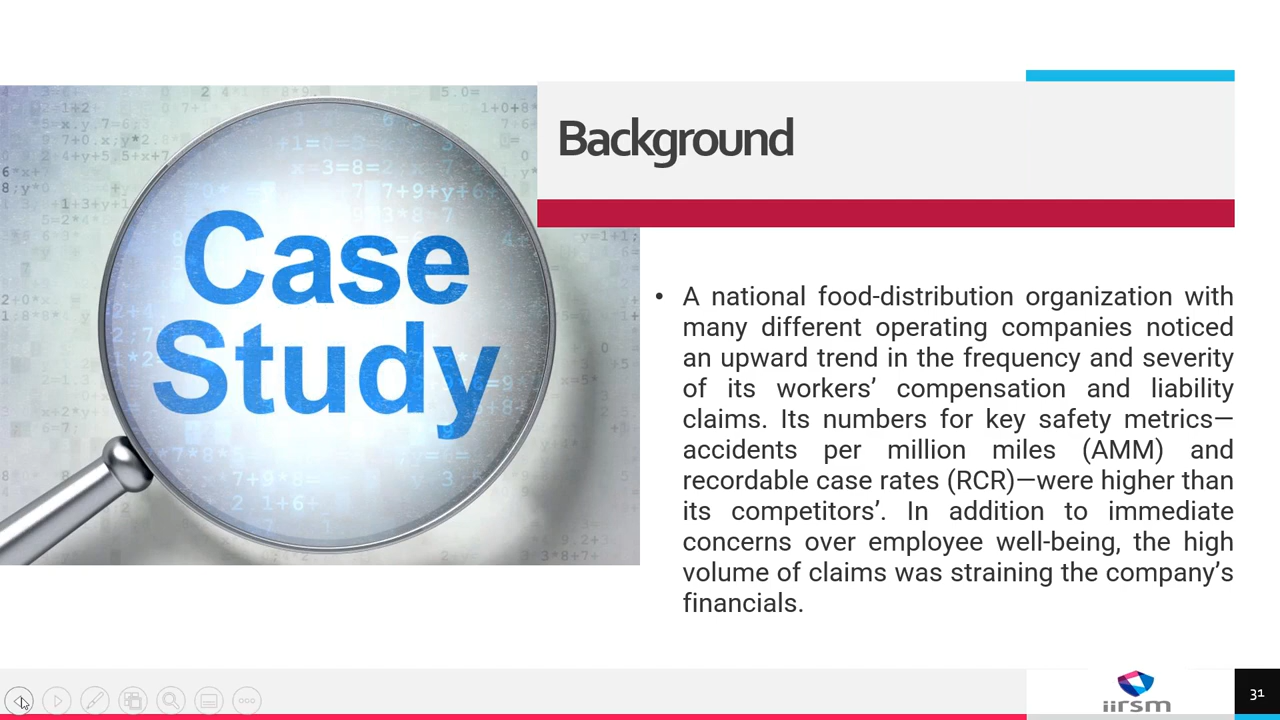 Background
Case
Study
• A national food-distribution organization with
many different operating companies noticed
an upward trend in the frequency and severity
of its workers’ compensation and liability
claims. Its numbers for key safety metrics—
accidents per million miles (AMM) and
recordable case rates (RCR)—were higher than
its competitors’. In addition to immediate
concerns over employee well-being, the high
volume of claims was straining the company’s
financials.
iirsm
31